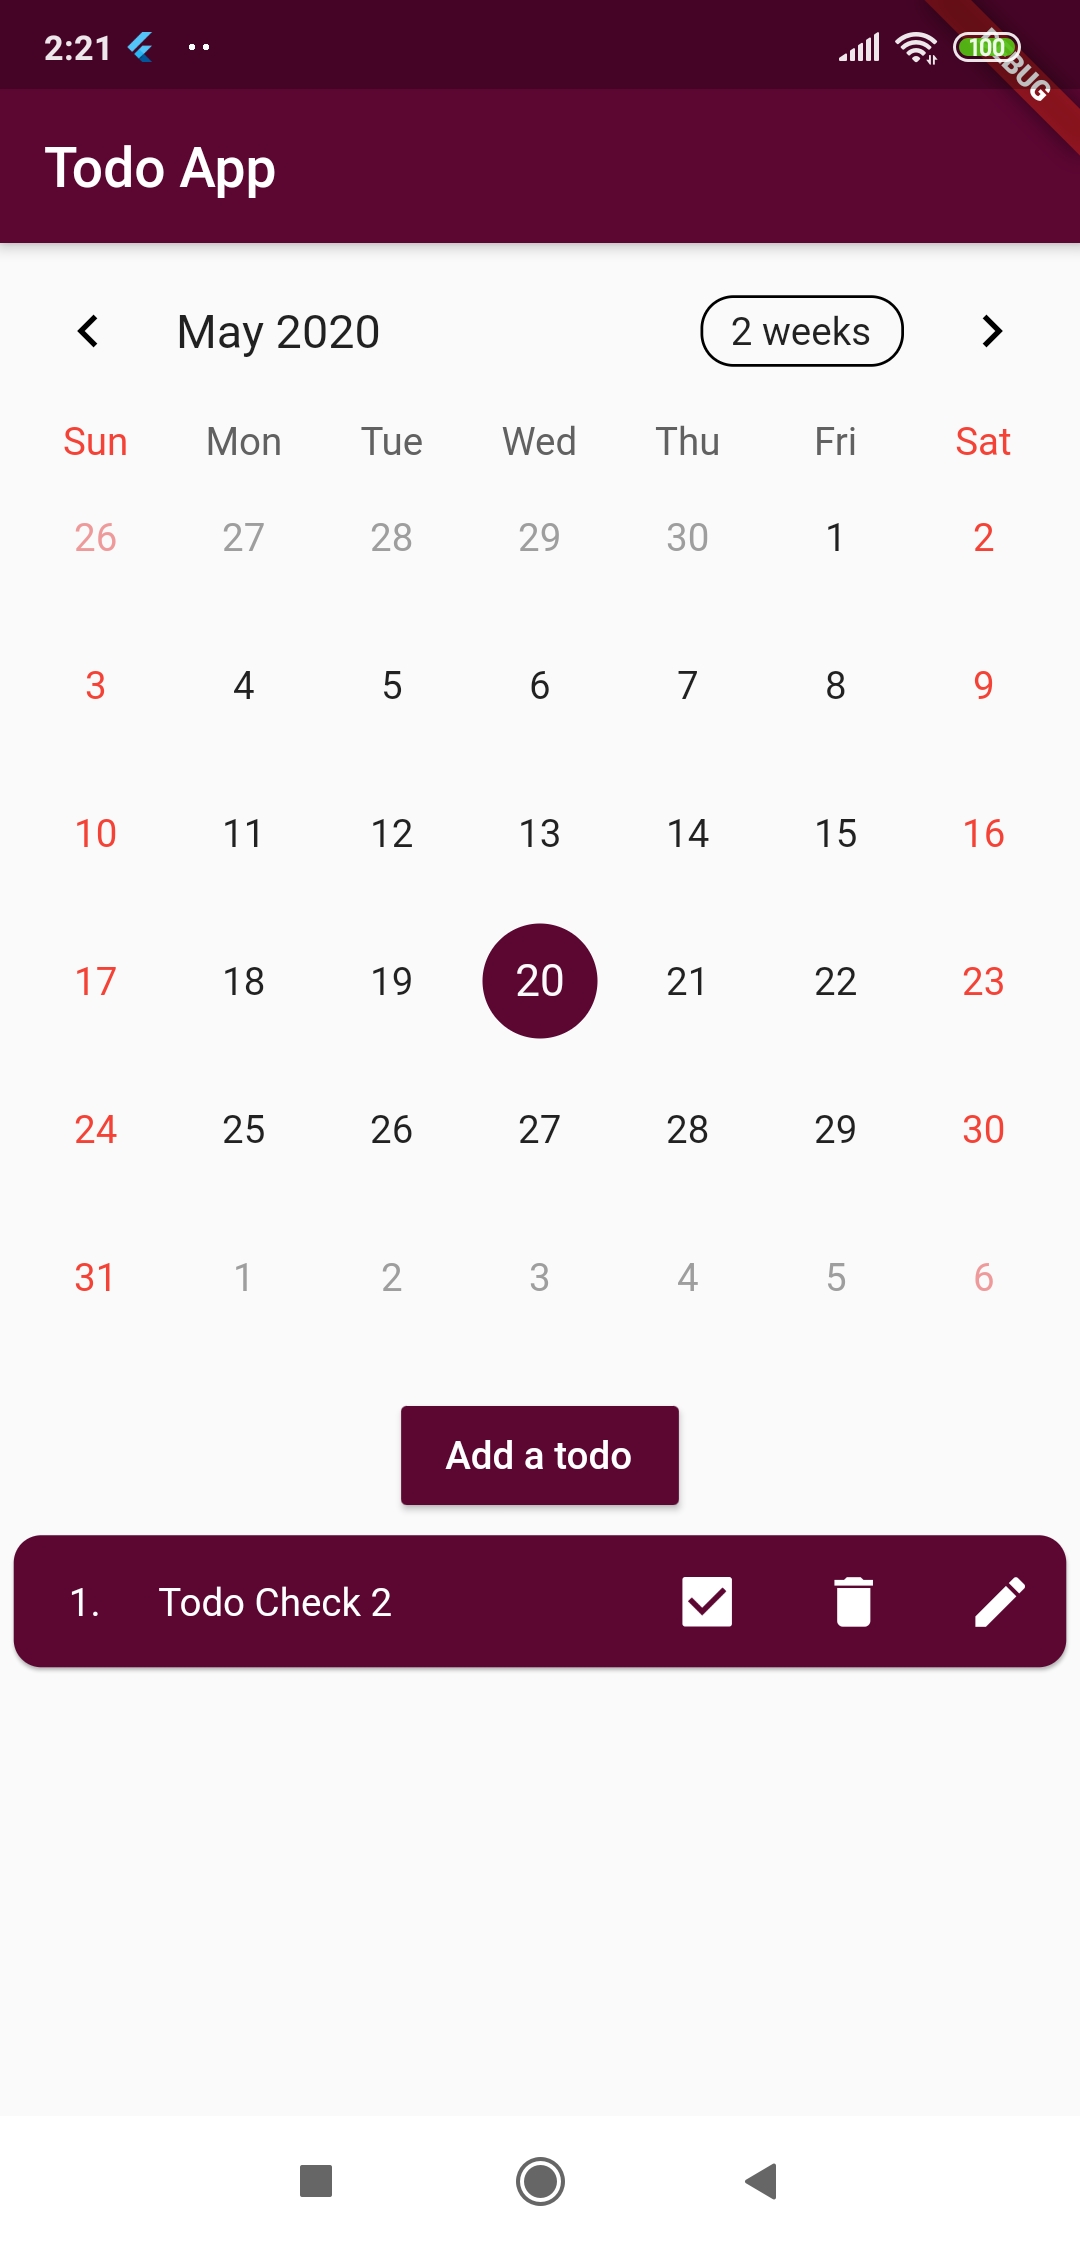 2:21
100
DEBUG
Todo App
May 2020
2 weeks
Sun Mon Tue Wed Thu Fri Sat
26 27 28 29 30 1 2
3 4 5 6 7 8 9
10 11 12 13 14 15 16
17 18 19 20 21 22 23
24 25 26 27 28 29 30
31 1 2 3 4 5 6
Add a todo
1. Todo Check 2